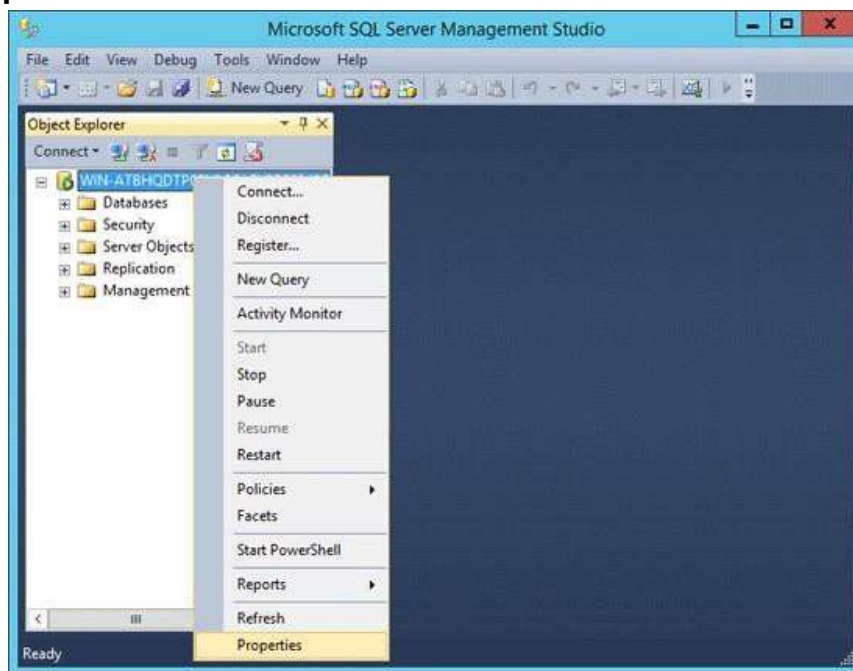 Microsoft SQL Server Management Studio
File Edit View Debug Tools Window Help
New Query
Object Explorer
Connect
Databases
Security
Server Objects
Replication
Management
Connect...
Disconnect
Register...
New Query
Activity Monitor
Start
Stop
Pause
Resume
Restart
Policies
Facets
Start PowerShell
Reports
Refresh
Properties
Ready